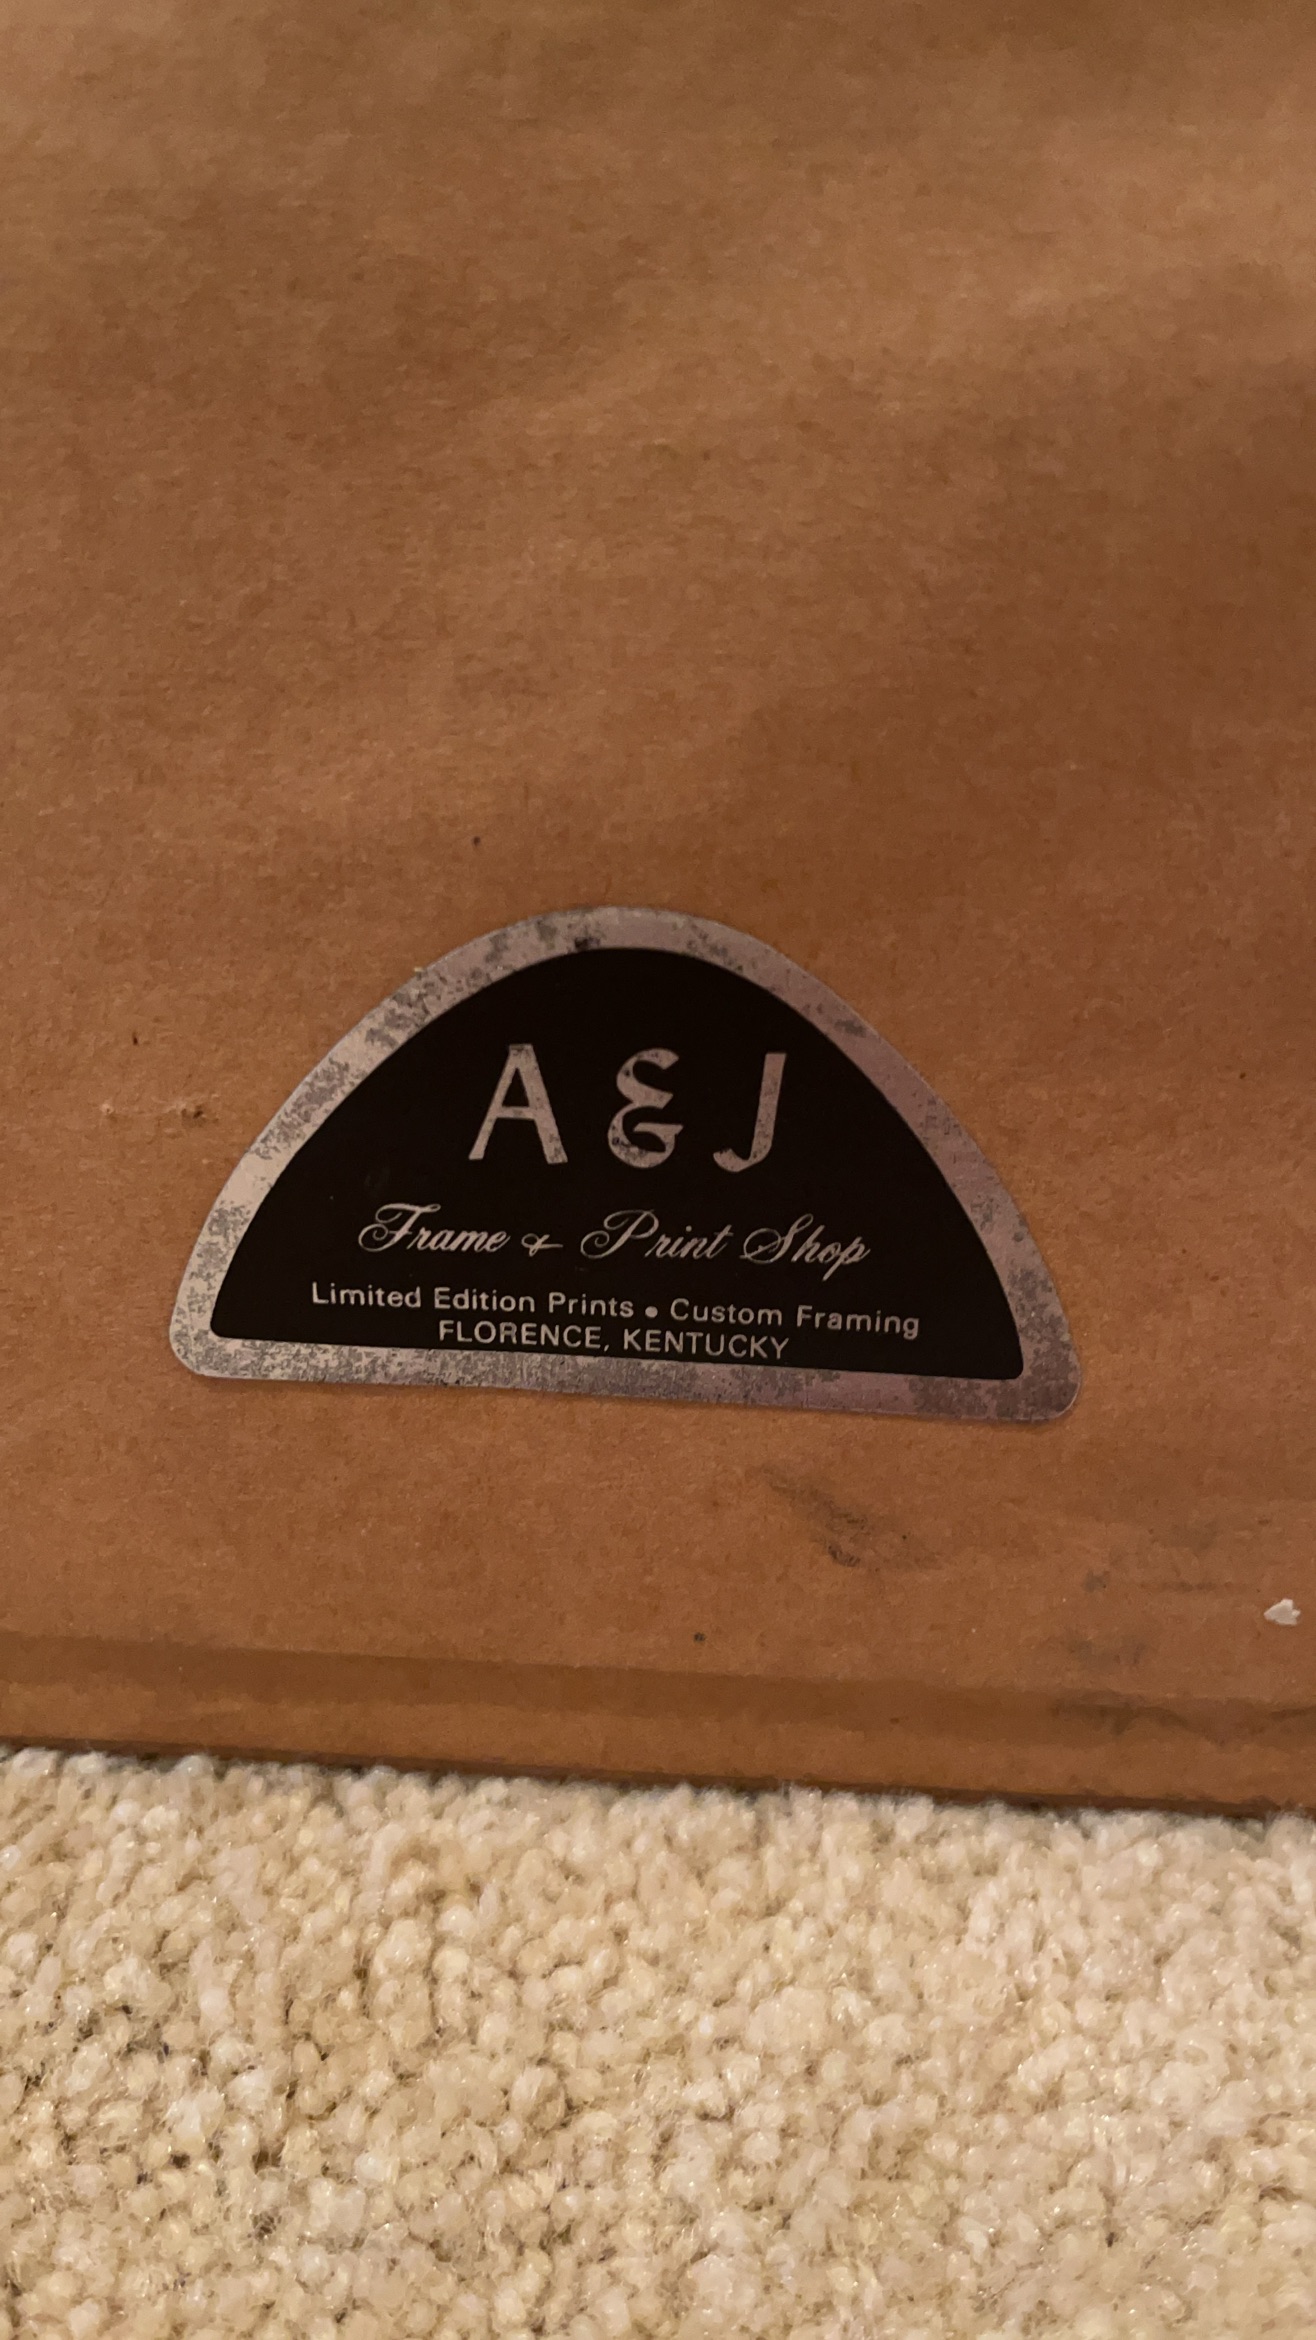 A & J
Frame & Print Shop
Limited Edition Prints • Custom Framing
FLORENCE, KENTUCKY